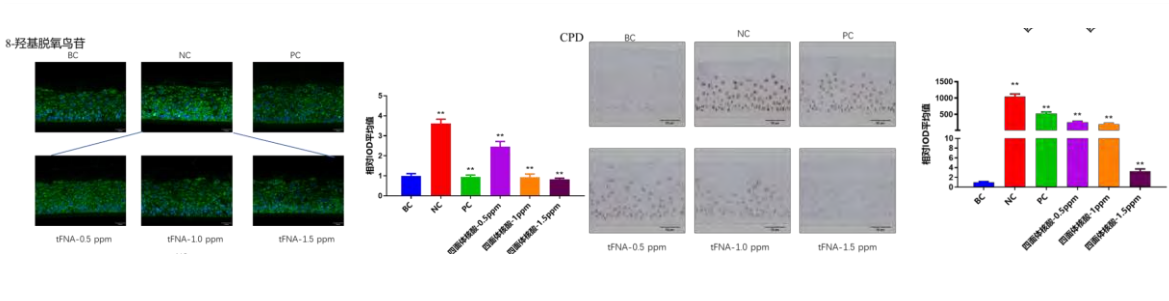 8-羟基脱氧鸟苷
BC
NC
PC
tFNA-0.5 ppm
tFNA-1.0 ppm
tFNA-1.5 ppm
相对IOD平均值
5
4
3
2
1
0
**
**
**
**
**
BC
NC
PC
四面体核酸-0.5ppm
四面体核酸-1ppm
四面体核酸-1.5ppm
CPD
BC
NC
PC
tFNA-0.5 ppm
tFNA-1.0 ppm
tFNA-1.5 ppm
相对IOD平均值
1500
1000
500
10
8
6
4
2
0
**
**
**
**
**
BC
NC
PC
四面体核酸-0.5ppm
四面体核酸-1ppm
四面体核酸-1.5ppm